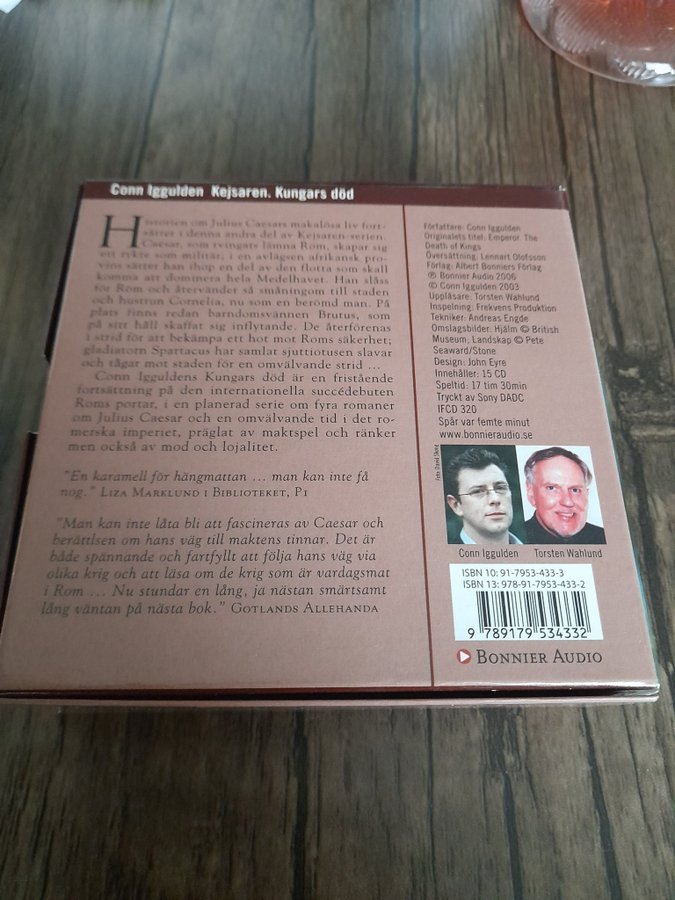 Conn Iggulden Kejsaren. Kungars död
Historien om Julius Caesars makalösa liv fort-
sätter i denna andra del av Kejsaren-serien.
Caesar, som tvingats lämna Rom, skapar sig
ett rykte som militär, i en avlägsen afrikansk pro-
vins sätter han ihop en del av den flotta som skall
komma att dominera hela Medelhavet. Han slåss
för Rom och återvänder så småningom till staden
och hustrun Cornelia, nu som en berömd man. På
plats finns redan barndomsvännen Brutus, som
på sitt håll skaffat sig inflytande. De återförenas
i strid för att bekämpa ett hot mot Roms säkerhet;
gladiatorn Spartacus har samlat sjuttiotusen slavar
och tågar mot staden för en omvälvande strid ...
Conn Igguldens Kungars död är en fristående
fortsättning på den internationella succédebuten
Roms portar, i en planerad serie om fyra romaner
om Julius Caesar och en omvälvande tid i det ro-
merska imperiet, präglat av maktspel och ränker
men också av mod och lojalitet.
"En karamell för hängmattan ... man kan inte få
nog." LIZA MARKLUND I BIBLIOTEKET, P1
"Man kan inte låta bli att fascineras av Caesar och
berättlsen om hans väg till maktens tinnar. Det är
både spännande och fartfyllt att följa hans väg via
olika krig och att läsa om de krig som är vardagsmat
i Rom ... Nu stundar en lång, ja nästan smärtsamt
lång väntan på nästa bok." GOTLANDS ALLEHANDA
Författare: Conn Iggulden
Originalets titel: Emperor. The
Death of Kings
Översättning: Lennart Olofsson
Förlag: Albert Bonniers Förlag
℗ Bonnier Audio 2006
© Conn Iggulden 2003
Uppläsare: Torsten Wahlund
Inspelning: Frekvens Produktion
Tekniker: Andreas Engde
Omslagsbilder: Hjälm © British
Museum, Landskap © Pete
Seaward/Stone
Design: John Eyre
Innehåller: 15 CD
Speltid: 17 tim 30min
Tryckt av Sony DADC
IFCD 320
Spår var femte minut
www.bonnieraudio.se
Conn Iggulden Torsten Wahlund
ISBN 10: 91-7953-433-3
ISBN 13: 978-91-7953-433-2
9 789179 534332
BONNIER AUDIO